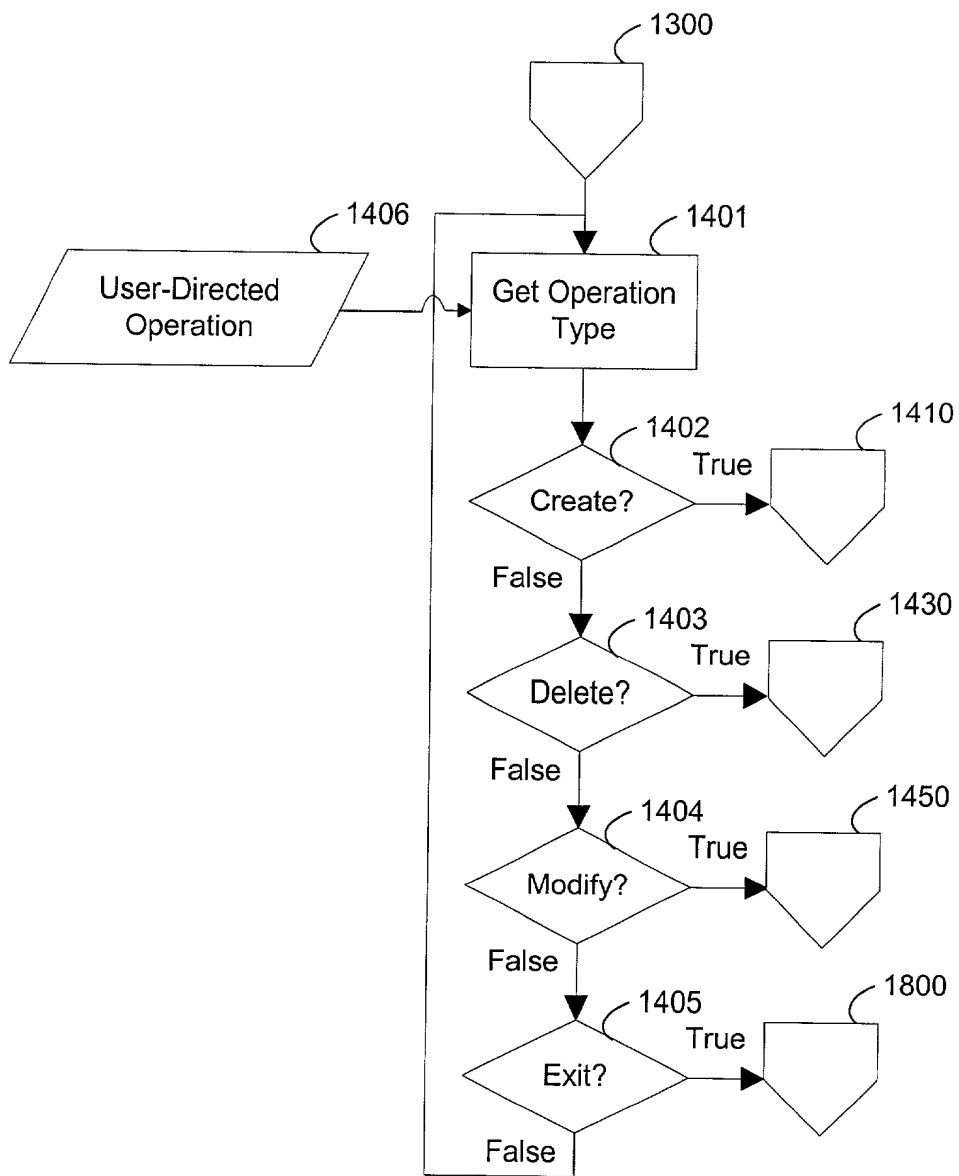 1300
1406
1401
User-Directed
Operation
Get Operation
Type
1402
1410
True
Create?
False
1403
1430
True
Delete?
False
1404
1450
True
Modify?
False
1405
1800
True
Exit?
False